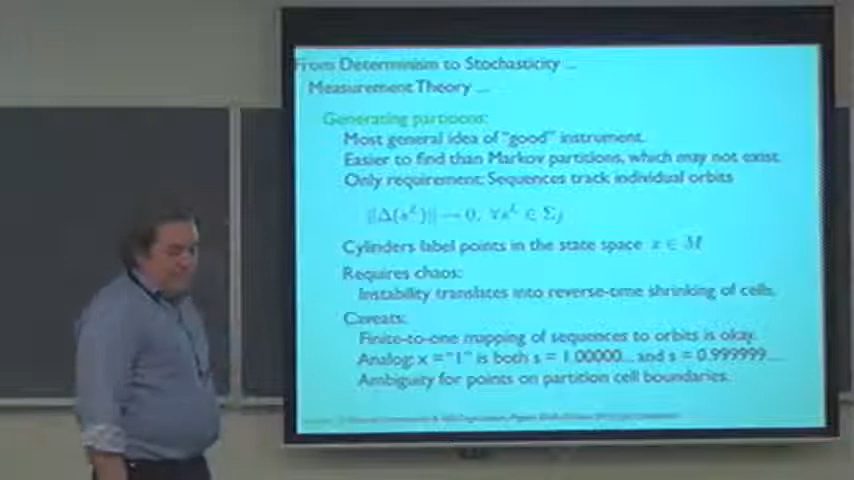 From Determinism to Stochasticity ...
Measurement Theory ...
Generating partitions:
Most general idea of "good" instrument.
Easier to find than Markov partitions, which may not exist.
Only requirement: Sequences track individual orbits
||Δ(s^L)|| → 0, ∀s^L ∈ Σ_f
Cylinders label points in the state space x ∈ M
Requires chaos:
Instability translates into reverse-time shrinking of cells.
Caveats:
Finite-to-one mapping of sequences to orbits is okay.
Analog: x = "1" is both s = 1.00000... and s = 0.999999...
Ambiguity for points on partition cell boundaries.